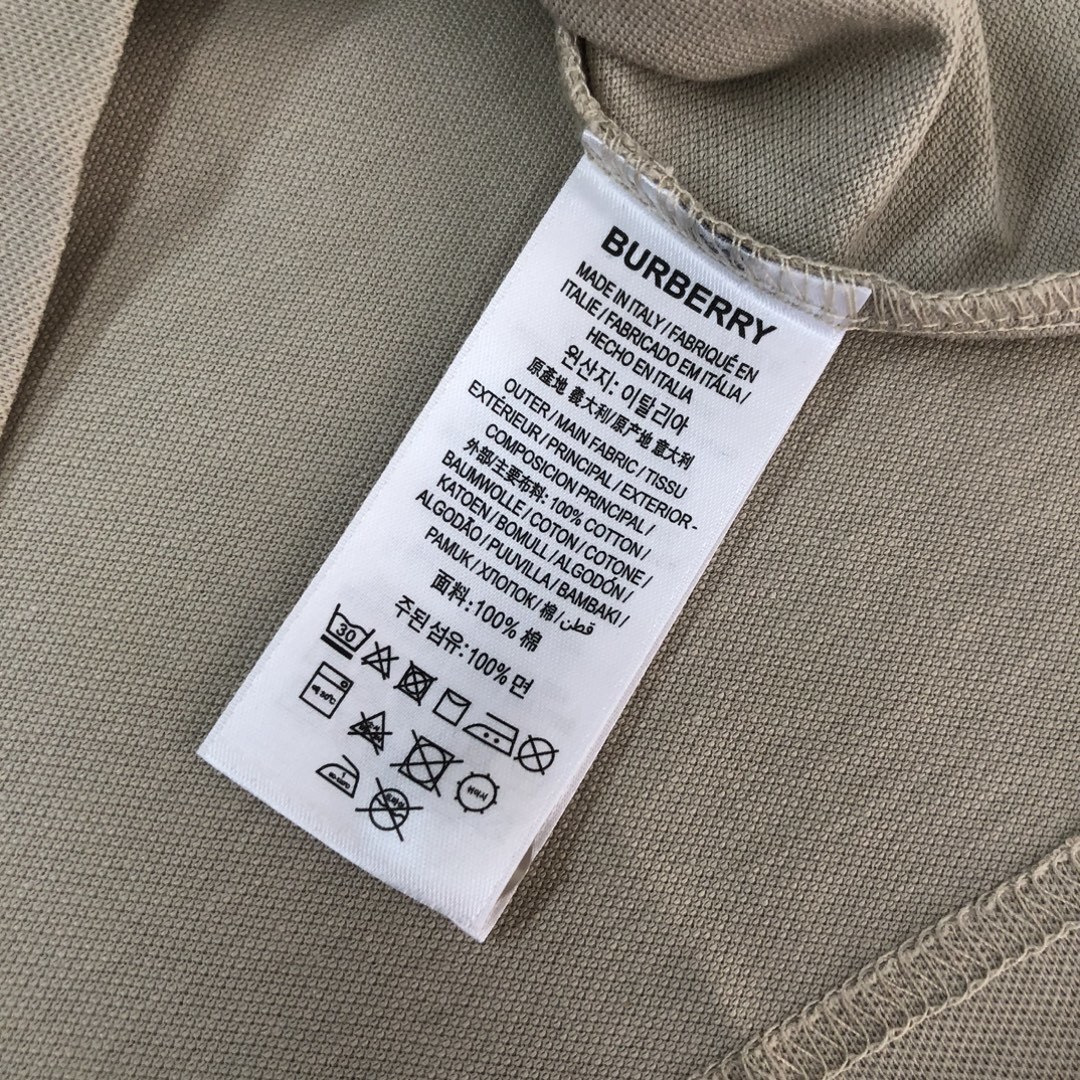 BURBERRY
MADE IN ITALY / FABRIQUÉ EN
ITALIE / FABRICADO EM ITÁLIA /
HECHO EN ITALIA
원산지: 이탈리아
原產地 義大利/原产地 意大利
OUTER / MAIN FABRIC / TISSU
EXTÉRIEUR / PRINCIPAL / EXTERIOR -
COMPOSICION PRINCIPAL /
外部/主要布料: 100% COTTON /
BAUMWOLLE / COTON / COTONE /
KATOEN / BOMULL / ALGODÓN /
ALGODÃO / PUUVILLA / BAMBAKI /
PAMUK / ХЛОПОК / 棉 / قطن
面料: 100% 棉
주된 섬유: 100% 면
30